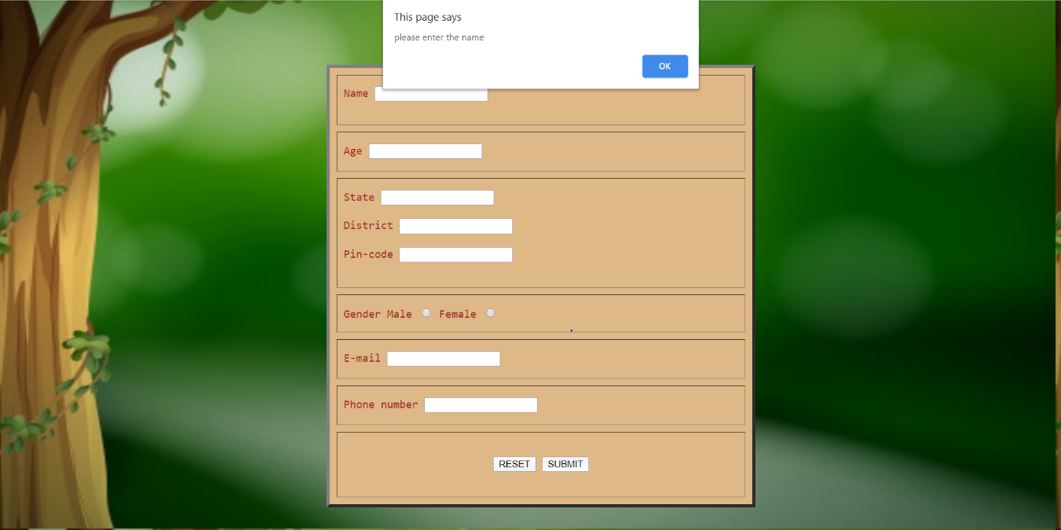 This page says
please enter the name
OK
Name
Age
State
District
Pin-code
Gender Male Female
E-mail
Phone number
RESET SUBMIT